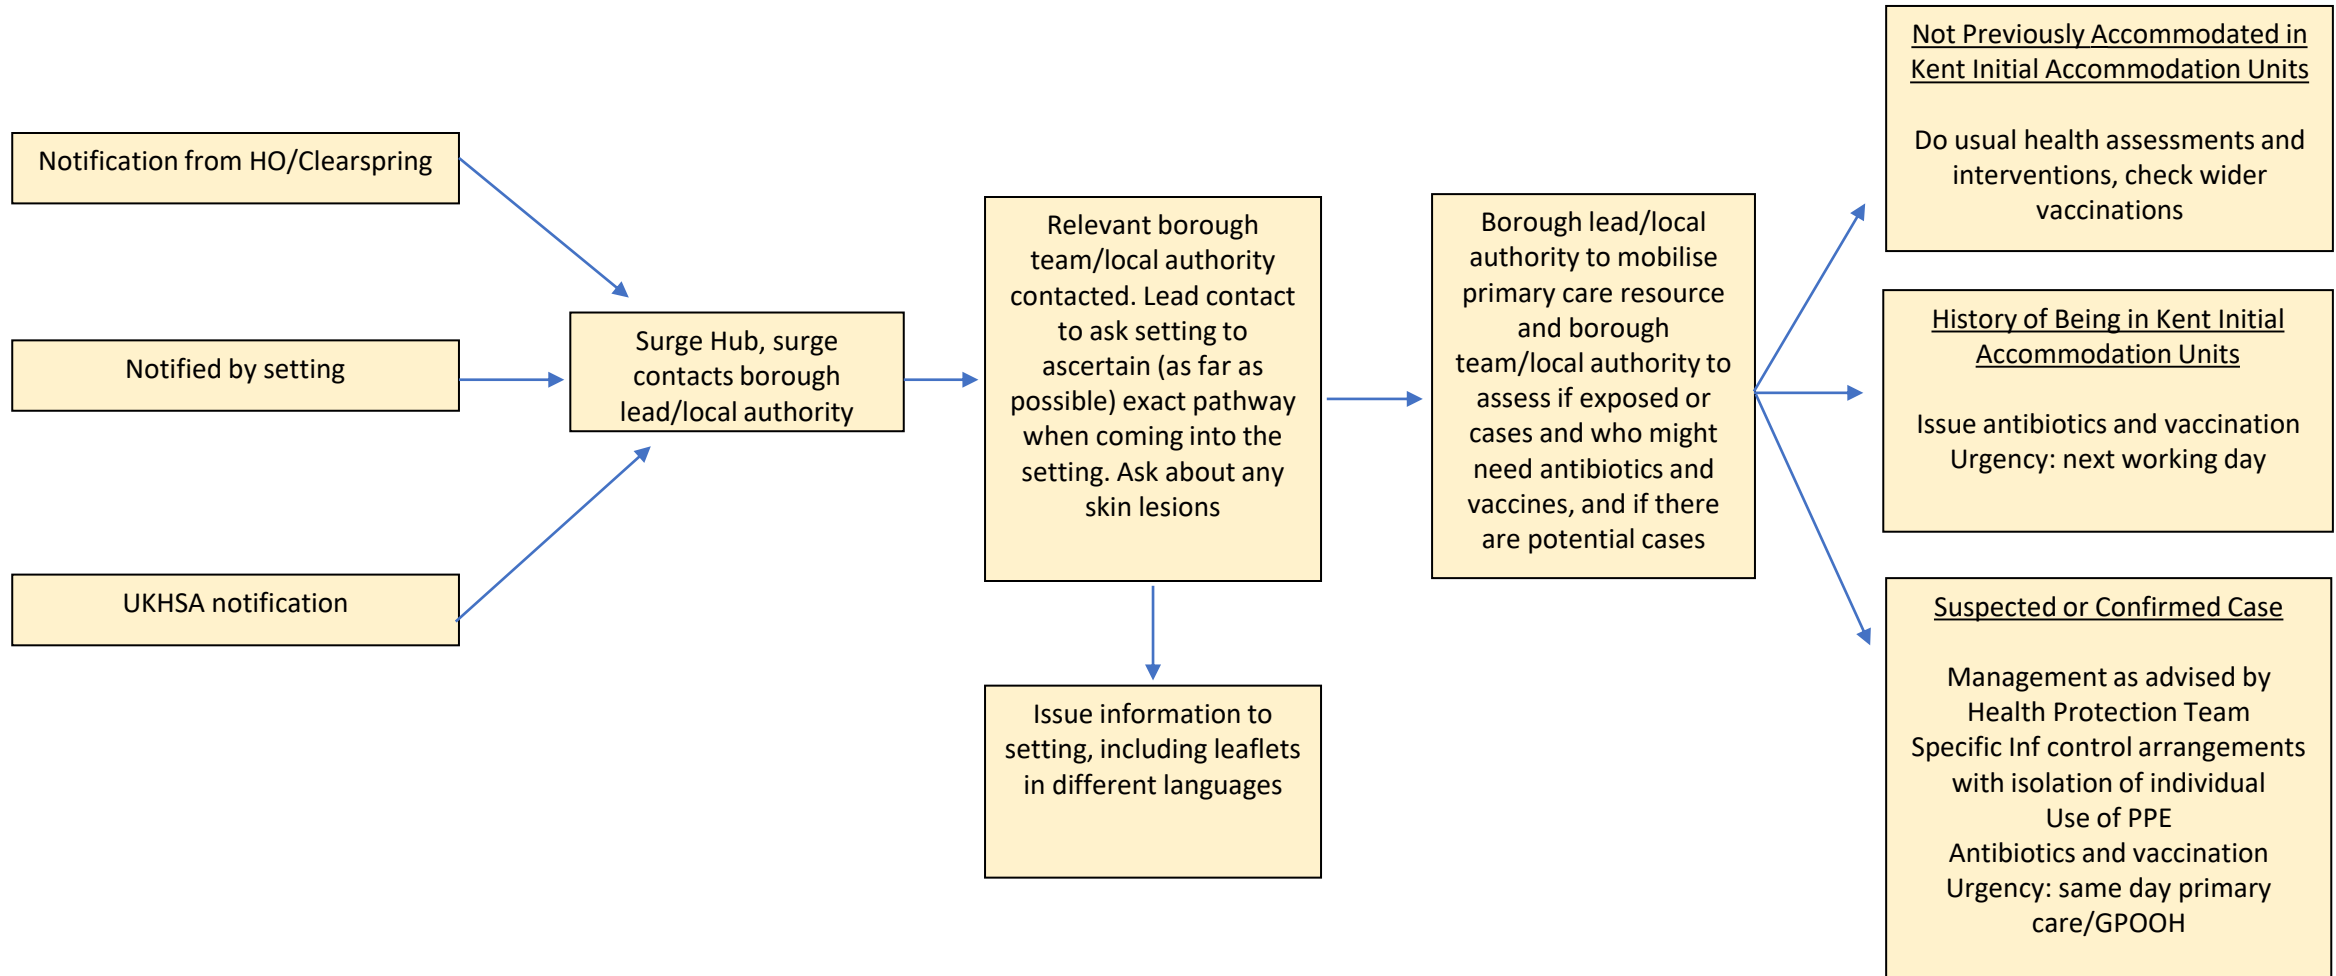 Notification from HO/Clearspring
Notified by setting
UKHSA notification
Surge Hub, surge
contacts borough
lead/local authority
Relevant borough
team/local authority
contacted. Lead contact
to ask setting to
ascertain (as far as
possible) exact pathway
when coming into the
setting. Ask about any
skin lesions
Issue information to
setting, including leaflets
in different languages
Borough lead/local
authority to mobilise
primary care resource
and borough
team/local authority to
assess if exposed or
cases and who might
need antibiotics and
vaccines, and if there
are potential cases
Not Previously Accommodated in
Kent Initial Accommodation Units
Do usual health assessments and
interventions, check wider
vaccinations
History of Being in Kent Initial
Accommodation Units
Issue antibiotics and vaccination
Urgency: next working day
Suspected or Confirmed Case
Management as advised by
Health Protection Team
Specific Inf control arrangements
with isolation of individual
Use of PPE
Antibiotics and vaccination
Urgency: same day primary
care/GPOOH